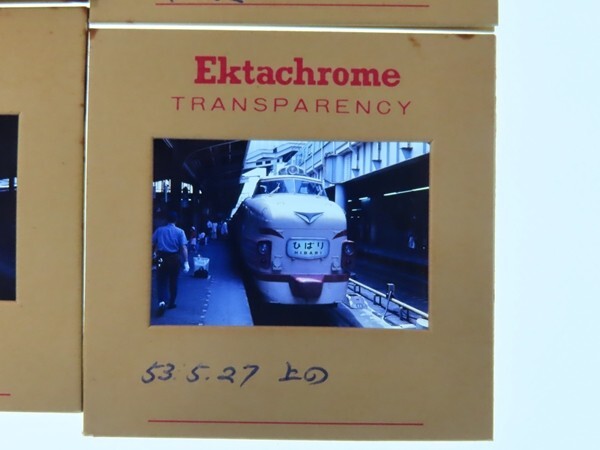 Ektachrome
TRANSPARENCY
ひばり
HIBARI
53.5.27 上の